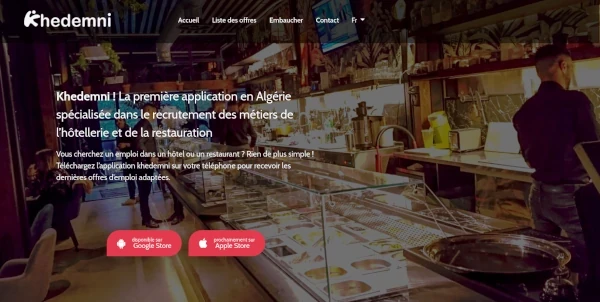 Khedemni
Accueil Liste des offres Embaucher Contact Fr
Khedemni ! La première application en Algérie
spécialisée dans le recrutement des métiers de
l'hôtellerie et de la restauration
Vous cherchez un emploi dans un hôtel ou un restaurant ? Rien de plus simple !
Téléchargez l'application khedemni sur votre téléphone pour recevoir les
dernières offres d'emploi adaptées.
disponible sur
Google Store
prochainement sur
Apple Store